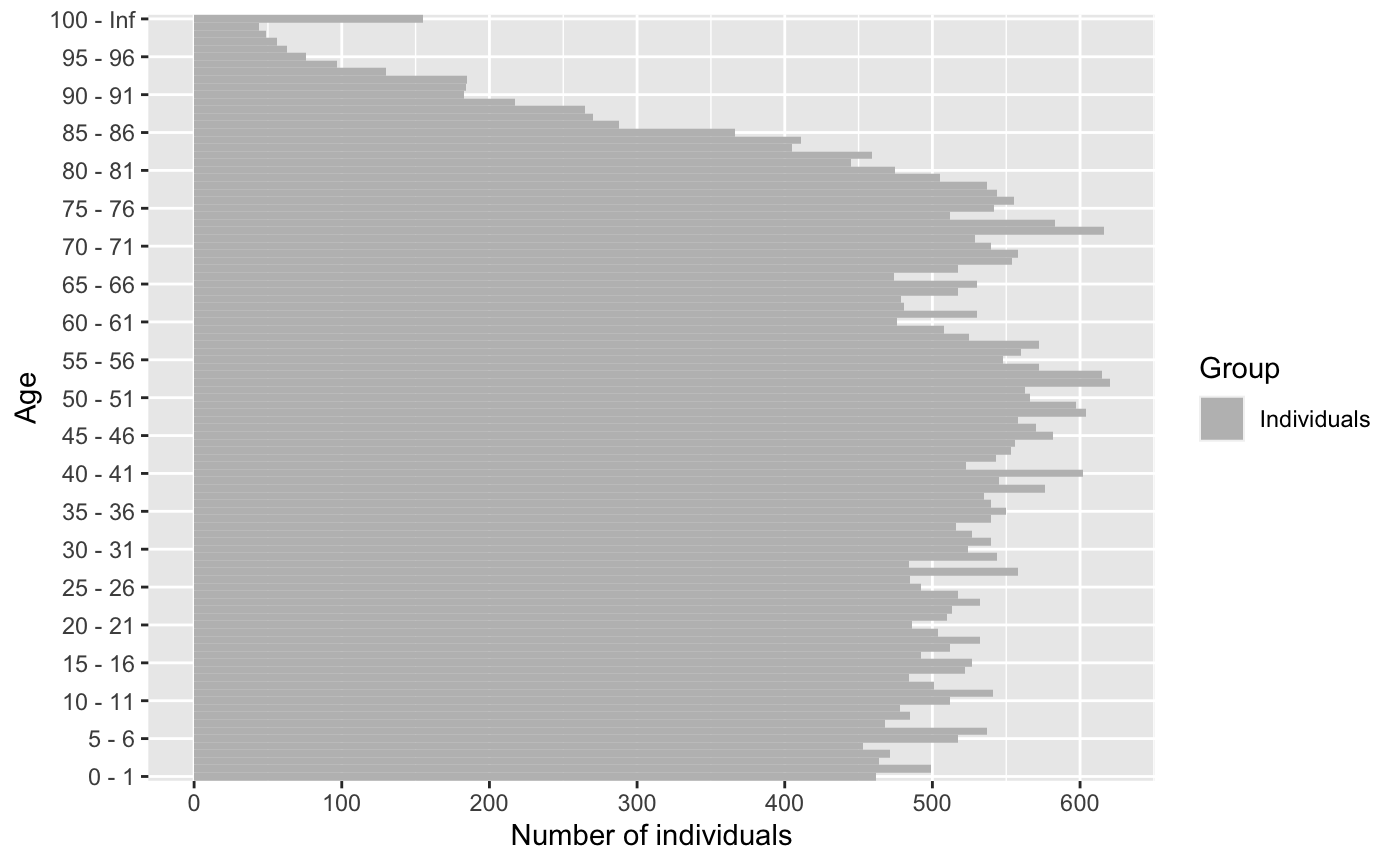 100 - Inf
95 - 96
90 - 91
85 - 86
80 - 81
75 - 76
70 - 71
65 - 66
60 - 61
55 - 56
50 - 51
45 - 46
40 - 41
35 - 36
30 - 31
25 - 26
20 - 21
15 - 16
10 - 11
5 - 6
0 - 1
Age
0 100 200 300 400 500 600
Number of individuals
Group
Individuals